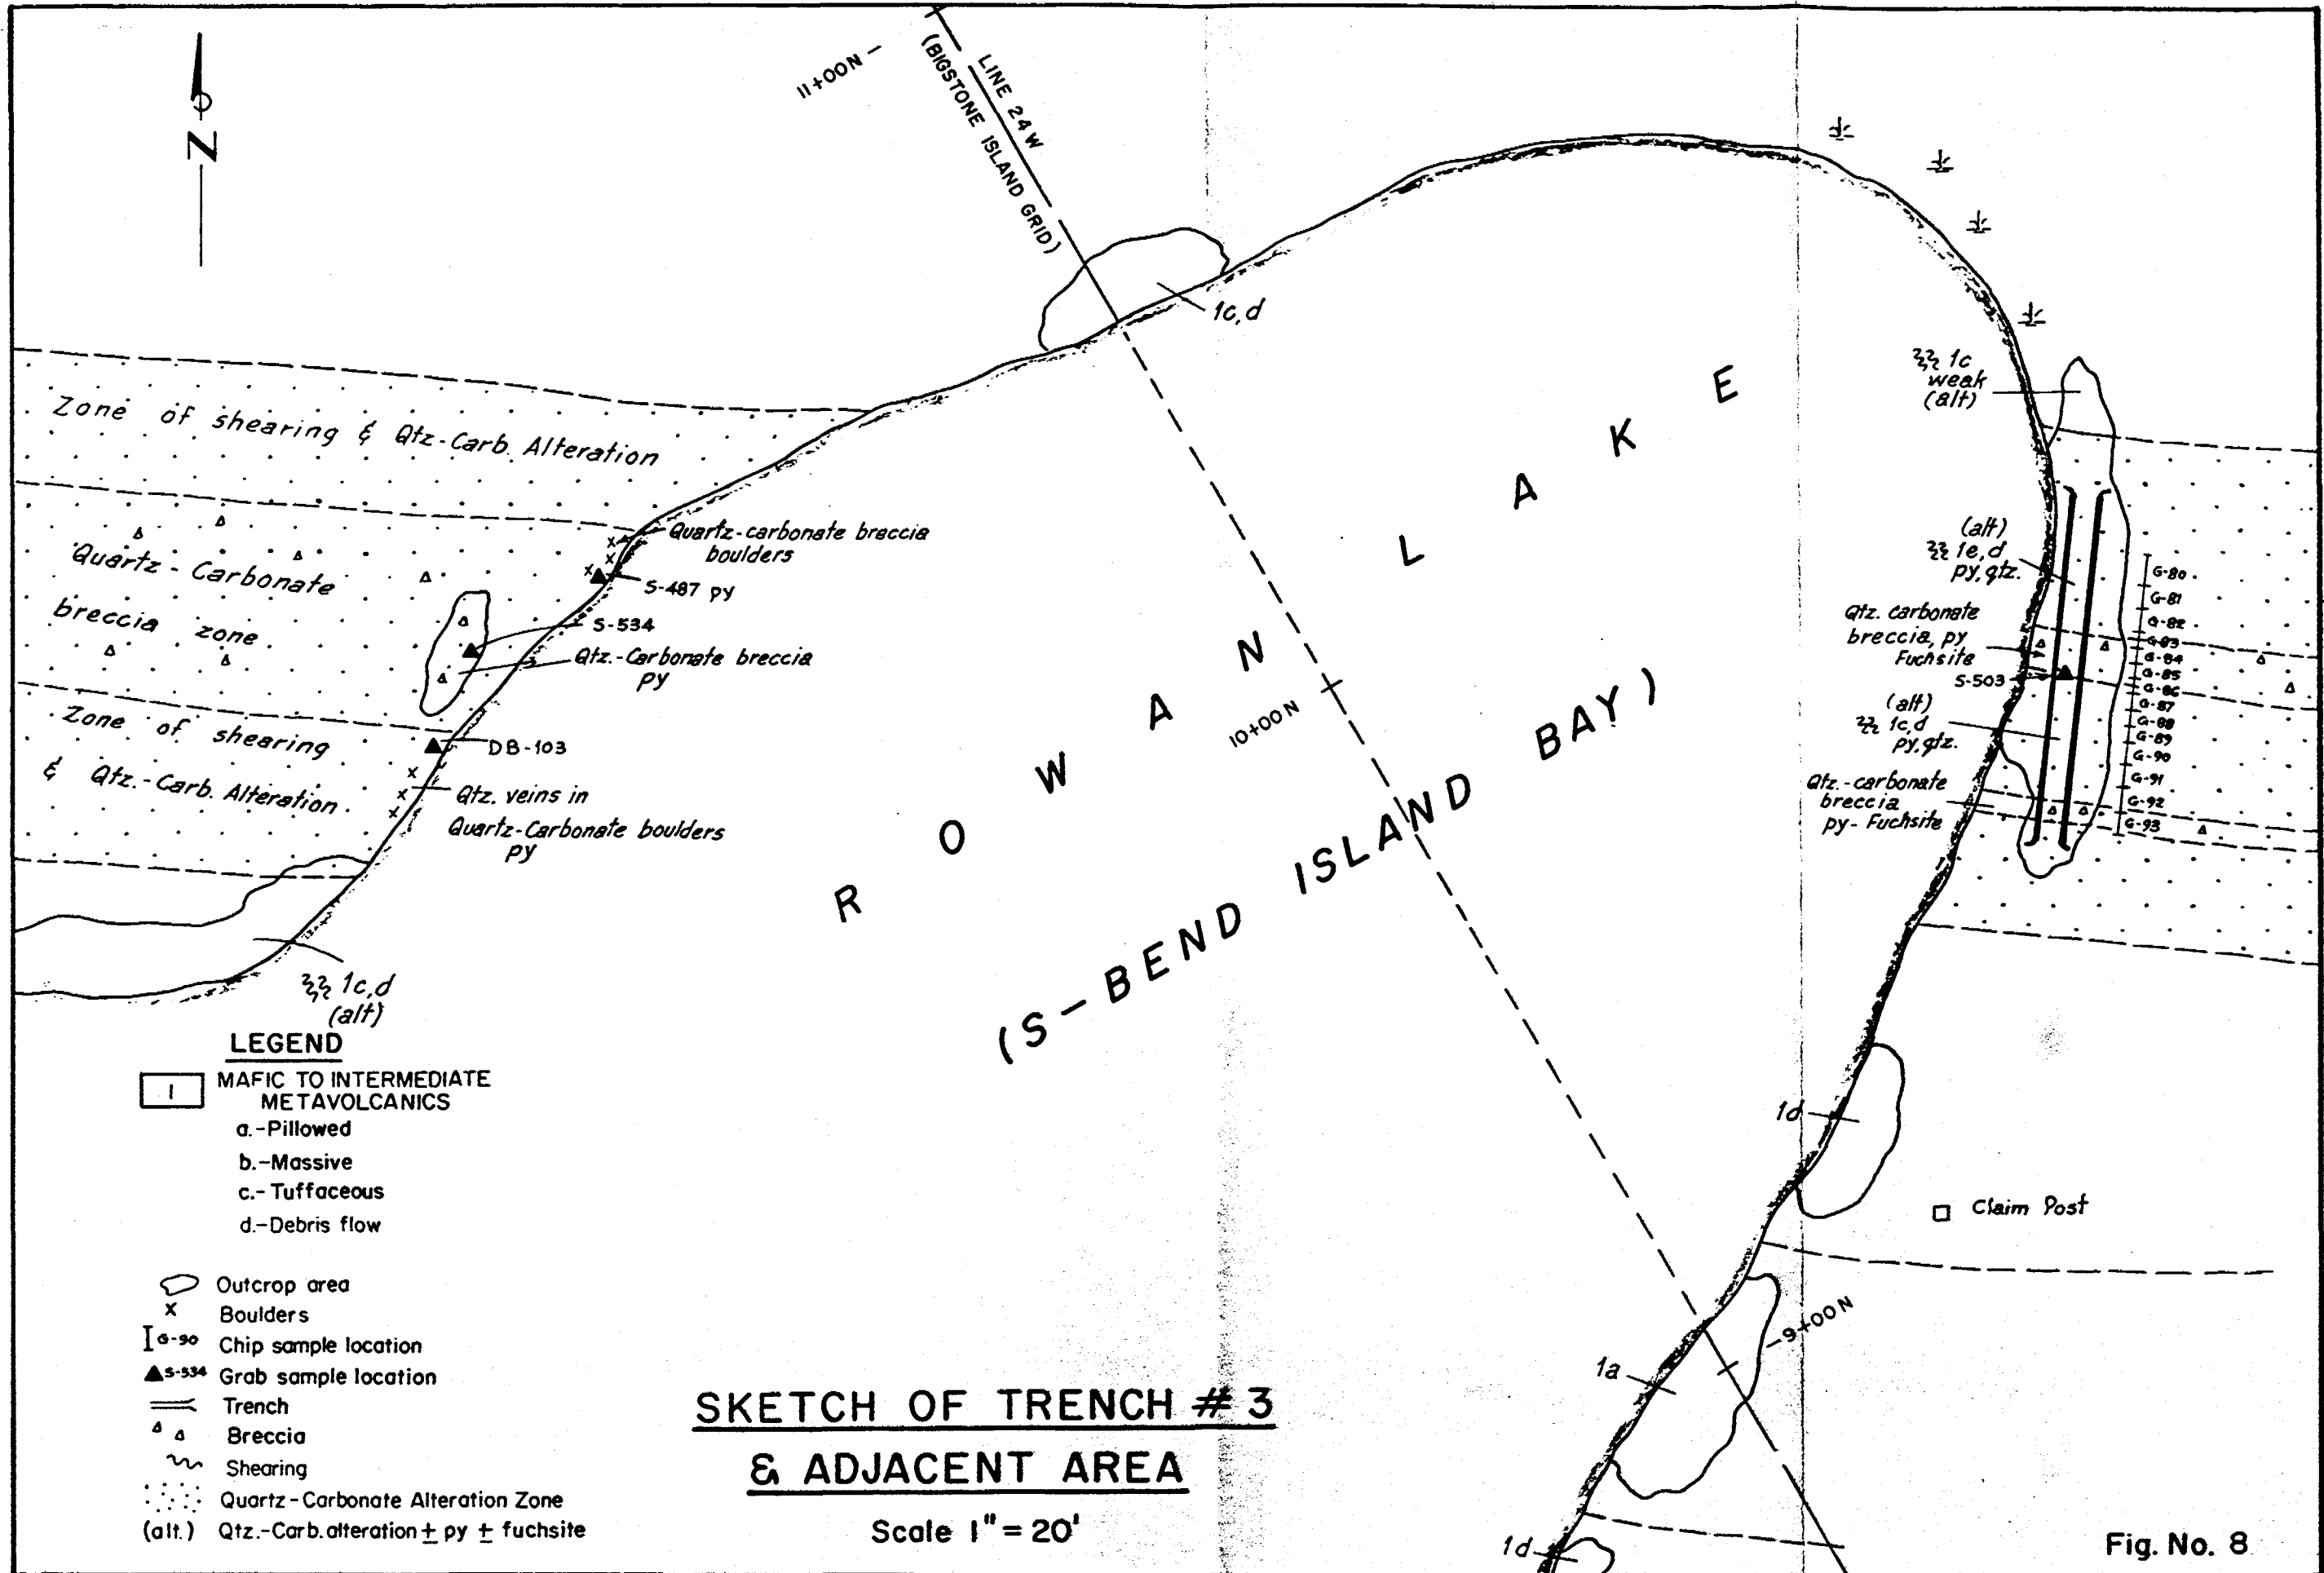 11+00N
LINE 24W
(BIGSTONE ISLAND GRID)
N
1c,d
Zone of shearing & Qtz-Carb. Alteration
Quartz-Carbonate
breccia zone
Zone of shearing
& Qtz.-Carb. Alteration
Quartz-carbonate breccia
boulders
S-487 py
S-534
Qtz.-Carbonate breccia
py
DB-103
Qtz. veins in
Quartz-Carbonate boulders
py
1c,d
(alt)
ROWAN LAKE
(S-BEND ISLAND BAY)
10+00N
1c
weak
(alt)
(alt)
1e,d
py,qtz.
Qtz. carbonate
breccia, py
Fuchsite
S-503
(alt)
1c,d
py,qtz.
Qtz.-carbonate
breccia
py-Fuchsite
G-80
G-81
G-82
G-83
G-84
G-85
G-86
G-87
G-88
G-89
G-90
G-91
G-92
G-93
1d
Claim Post
9+00N
1a
1d
LEGEND
1 MAFIC TO INTERMEDIATE
METAVOLCANICS
a.-Pillowed
b.-Massive
c.-Tuffaceous
d.-Debris flow
Outcrop area
x Boulders
G-90 Chip sample location
S-534 Grab sample location
Trench
Breccia
Shearing
Quartz-Carbonate Alteration Zone
(alt.) Qtz.-Carb. alteration ± py ± fuchsite
SKETCH OF TRENCH #3
& ADJACENT AREA
Scale 1"=20'
Fig. No. 8